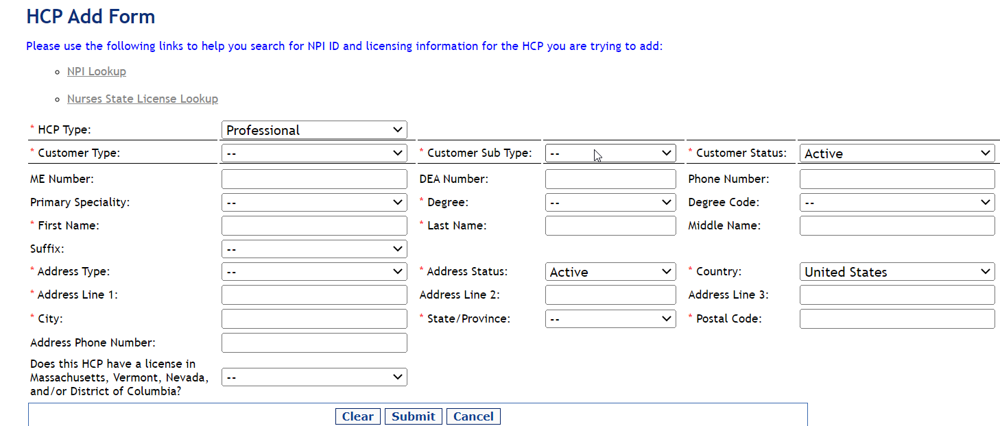 HCP Add Form
Please use the following links to help you search for NPI ID and licensing information for the HCP you are trying to add:
NPI Lookup
Nurses State License Lookup
* HCP Type: Professional
* Customer Type: -- * Customer Sub Type: -- * Customer Status: Active
ME Number: DEA Number: Phone Number:
Primary Speciality: -- * Degree: -- Degree Code: --
* First Name: * Last Name: Middle Name:
Suffix: --
* Address Type: -- * Address Status: Active * Country: United States
* Address Line 1: Address Line 2: Address Line 3:
* City: * State/Province: -- * Postal Code:
Address Phone Number:
Does this HCP have a license in
Massachusetts, Vermont, Nevada, --
and/or District of Columbia?
Clear Submit Cancel